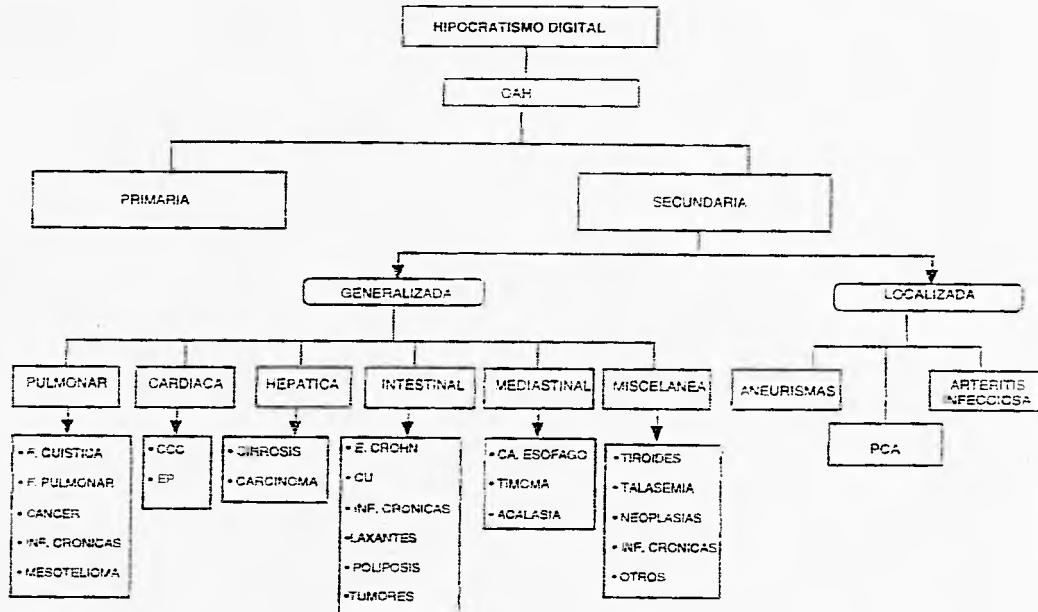 HIPOCRATISMO DIGITAL
OAH
PRIMARIA
SECUNDARIA
GENERALIZADA
LOCALIZADA
PULMONAR
CARDIACA
HEPATICA
INTESTINAL
MEDIASTINAL
MISCELANEA
ANEURISMAS
PCA
ARTERITIS
INFECCIOSA
• F. QUISTICA
• F. PULMONAR
• CANCER
• INF. CRONICAS
• MESOTELIOMA
• CCC
• EP
• CIRROSIS
• CARCINOMA
• E. CROHN
• CU
• INF. CRONICAS
• LAXANTES
• POLIPOSIS
• TUMORES
• CA. ESOFAGO
• TIMOMA
• ACALASIA
• TIROIDES
• TALASEMIA
• NEOPLASIAS
• INF. CRONICAS
• OTROS